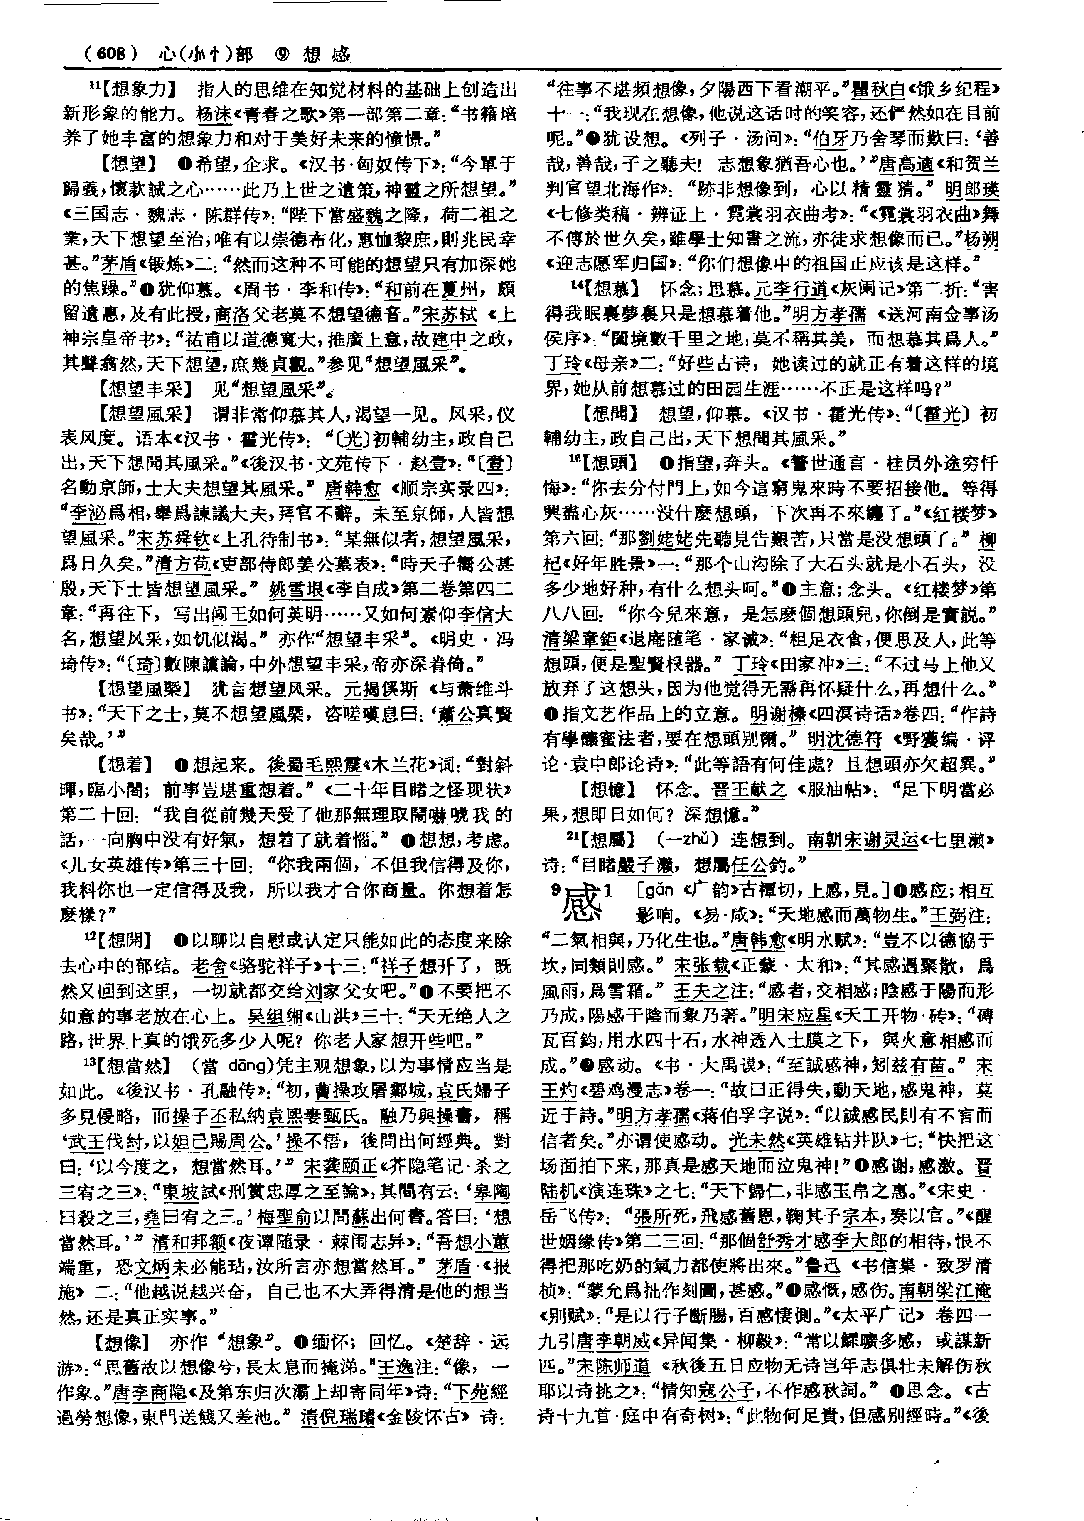 (608) 心(小忄)部 ⑨ 想 感
¹¹【想象力】 指人的思维在知觉材料的基础上创造出
新形象的能力。杨沫《青春之歌》第一部第二章：“书籍培
养了她丰富的想象力和对于美好未来的憧憬。”
【想望】 ❶希望，企求。《汉书·匈奴传下》：“今單于
歸義，懷款誠之心……此乃上世之遺策，神靈之所想望。”
《三国志·魏志·陈群传》：“陛下當盛魏之隆，荷二祖之
業，天下想望至治，唯有以崇德布化，惠恤黎庶，則兆民幸
甚。”茅盾《锻炼》二：“然而这种不可能的想望只有加深她
的焦躁。”❷犹仰慕。《周书·李和传》：“和前在夏州，頗
留遺惠，及有此授，商洛父老莫不想望德音。”宋苏轼《上
神宗皇帝书》：“祐甫以道德寬大，推廣上意，故建中之政，
其聲翕然，天下想望，庶幾貞觀。”参见“想望風采”。
【想望丰采】 见“想望風采”。
【想望風采】 谓非常仰慕其人，渴望一见。风采，仪
表风度。语本《汉书·霍光传》：“〔光〕初輔幼主，政自己
出，天下想聞其風采。”《後汉书·文苑传下·赵壹》：“〔壹〕
名動京師，士大夫想望其風采。”唐韩愈《顺宗实录四》：
“李泌爲相，舉爲諫議大夫，拜官不辭。未至京師，人皆想
望風采。”宋苏舜钦《上孔待制书》：“某無似者，想望風采，
爲日久矣。”清方苞《吏部侍郎姜公墓表》：“時天子嚮公甚
殷，天下士皆想望風采。”姚雪垠《李自成》第二卷第四二
章：“再往下，写出闯王如何英明……又如何素仰李信大
名，想望风采，如饥似渴。”亦作“想望丰采”。《明史·冯
琦传》：“〔琦〕數陳讜論，中外想望丰采，帝亦深眷倚。”
【想望風槩】 犹言想望风采。元揭傒斯《与萧维斗
书》：“天下之士，莫不想望風槩，咨嗟嘆息曰：‘蕭公真賢
矣哉。’”
【想着】 ❶想起来。後蜀毛熙震《木兰花》词：“對斜
暉，臨小閣，前事豈堪重想着。”《二十年目睹之怪现状》
第二十回：“我自從前幾天受了他那無理取鬧嚇唬我的
話，一向胸中没有好氣，想着了就着惱。”❷想想，考虑。
《儿女英雄传》第三十回：“你我兩個，不但我信得及你，
我料你也一定信得及我，所以我才合你商量。你想着怎
麽樣？”
¹²【想開】 ❶以聊以自慰或认定只能如此的态度来除
去心中的郁结。老舍《骆驼祥子》十三：“祥子想开了，既
然又回到这里，一切就都交给刘家父女吧。”❷不要把不
如意的事老放在心上。吴组缃《山洪》三十：“天无绝人之
路，世界上真的饿死多少人呢？你老人家想开些吧。”
¹³【想當然】 （當 dāng）凭主观想象，以为事情应当是
如此。《後汉书·孔融传》：“初，曹操攻屠鄴城，袁氏婦子
多見侵略，而操子丕私納袁熙妻甄氏。融乃與操書，稱
‘武王伐紂，以妲己賜周公。’操不悟，後問出何經典。對
曰：‘以今度之，想當然耳。’”宋龚颐正《芥隐笔记·杀之
三宥之三》：“東坡試《刑賞忠厚之至論》，其間有云：‘皋陶
曰殺之三，堯曰宥之三。’梅聖俞以問蘇出何書。答曰：‘想
當然耳。’”清和邦额《夜谭随录·棘闱志异》：“吾想小蕙
端重，恐文炳未必能玷，汝所言亦想當然耳。”茅盾《报
施》二：“他越说越兴奋，自己也不大弄得清是他的想当
然，还是真正实事。”
【想像】 亦作“想象”。❶缅怀；回忆。《楚辞·远
游》：“思舊故以想像兮，長太息而掩涕。”王逸注：“像，一
作象。”唐李商隐《及第东归次灞上却寄同年》诗：“下苑經
過勞想像，東門送餞又差池。”清倪瑞璿《金陵怀古》诗：
“往事不堪頻想像，夕陽西下看潮平。”瞿秋白《饿乡纪程》
十一：“我现在想像，他说这话时的笑容，还俨然如在目前
呢。”❷犹设想。《列子·汤问》：“伯牙乃舍琴而歎曰：‘善
哉，善哉，子之聽夫！志想象猶吾心也。’”唐高適《和贺兰
判官望北海作》：“跡非想像到，心以精靈猜。”明郎瑛
《七修类稿·辨证上·霓裳羽衣曲考》：“《霓裳羽衣曲》舞
不傳於世久矣，雖學士知書之流，亦徒求想像而已。”杨朔
《迎志愿军归国》：“你们想像中的祖国正应该是这样。”
¹⁴【想慕】 怀念；思慕。元李行道《灰阑记》第一折：“害
得我眠裏夢裏只是想慕着他。”明方孝孺《送河南佥事汤
侯序》：“闔境數千里之地，莫不稱其美，而想慕其爲人。”
丁玲《母亲》二：“好些古诗，她读过的就正有着这样的境
界，她从前想慕过的田园生涯……不正是这样吗？”
【想聞】 想望，仰慕。《汉书·霍光传》：“〔霍光〕初
輔幼主，政自己出，天下想聞其風采。”
¹⁶【想頭】 ❶指望，奔头。《警世通言·桂员外途穷忏
悔》：“你去分付門上，如今這窮鬼來時不要招接他。等得
興盡心灰……没什麽想頭，下次再不來纏了。”《红楼梦》
第六回：“那劉姥姥先聽見告艱苦，只當是没想頭了。”柳
杞《好年胜景》一：“那个山沟除了大石头就是小石头，没
多少地好种，有什么想头呵。”❷主意；念头。《红楼梦》第
八八回：“你今兒來意，是怎麽個想頭兒，你倒是實説。”
清梁章鉅《退庵随笔·家诫》：“粗足衣食，便思及人，此等
想頭，便是聖賢根器。”丁玲《田家冲》三：“不过马上他又
放弃了这想头，因为他觉得无需再怀疑什么，再想什么。”
❸指文艺作品上的立意。明谢榛《四溟诗话》卷四：“作詩
有學釀蜜法者，要在想頭别爾。”明沈德符《野獲编·评
论·袁中郎论诗》：“此等語有何佳處？且想頭亦欠超異。”
【想憶】 怀念。晋王献之《服油帖》：“足下明當必
果，想即日如何？深想憶。”
²¹【想屬】 （—zhǔ）连想到。南朝宋谢灵运《七里濑》
诗：“目睹嚴子瀨，想屬任公釣。”
9感1 ［gǎn《广韵》古禫切，上感，見。］❶感应；相互
影响。《易·咸》：“天地感而萬物生。”王弼注：
“二氣相與，乃化生也。”唐韩愈《明水赋》：“豈不以德協于
坎，同類則感。”宋张载《正蒙·太和》：“其感遇聚散，爲
風雨，爲雪霜。”王夫之注：“感者，交相感；陰感于陽而形
乃成，陽感于陰而象乃著。”明宋应星《天工开物·砖》：“磚
瓦百鈞，用水四十石，水神透入土膜之下，與火意相感而
成。”❷感动。《书·大禹谟》：“至諴感神，矧兹有苗。”宋
王灼《碧鸡漫志》卷一：“故曰正得失，動天地，感鬼神，莫
近于詩。”明方孝孺《蒋伯孚字说》：“以誠感民則有不言而
信者矣。”亦谓使感动。光未然《英雄钻井队》七：“快把这
场面拍下来，那真是感天地而泣鬼神！”❸感谢，感激。晋
陆机《演连珠》之七：“天下歸仁，非感玉帛之惠。”《宋史·
岳飞传》：“張所死，飛感舊恩，鞠其子宗本，奏以官。”《醒
世姻缘传》第二三回：“那個舒秀才感李大郎的相待，恨不
得把那吃奶的氣力都使將出來。”鲁迅《书信集·致罗清
桢》：“蒙允爲拙作刻圖，甚感。”❹感慨，感伤。南朝梁江淹
《别赋》：“是以行子斷腸，百感悽惻。”《太平广记》卷四一
九引唐李朝威《异闻集·柳毅》：“常以鰥曠多感，或謀新
匹。”宋陈师道《秋後五日应物无诗岂年志俱壮未解伤秋
耶以诗挑之》：“情知寇公子，不作感秋詞。”❺思念。《古
诗十九首·庭中有奇树》：“此物何足貴，但感别經時。”《後